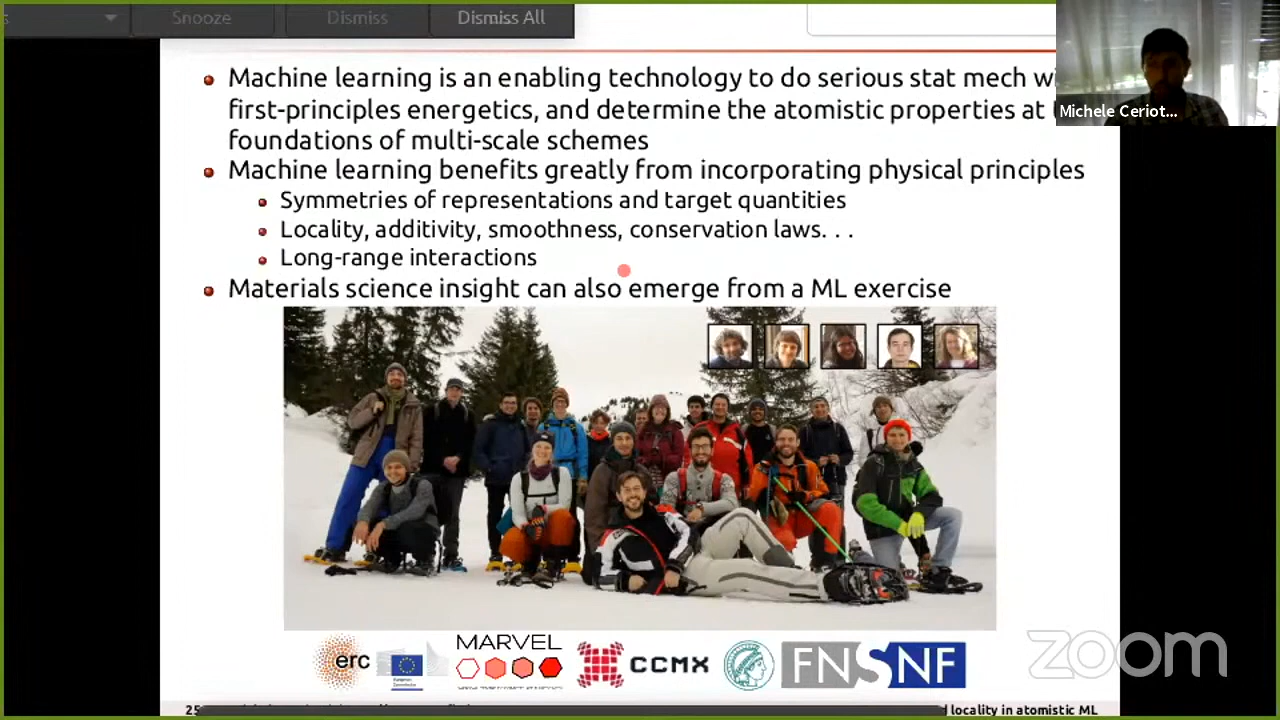 s
Snooze
Dismiss
Dismiss All
Michele Ceriot...
Machine learning is an enabling technology to do serious stat mech wi
first-principles energetics, and determine the atomistic properties at
foundations of multi-scale schemes
Machine learning benefits greatly from incorporating physical principles
Symmetries of representations and target quantities
Locality, additivity, smoothness, conservation laws. . .
Long-range interactions
Materials science insight can also emerge from a ML exercise
erc
European
Commission
MARVEL
CCMX
FNSNF
zoom
25
locality in atomistic ML